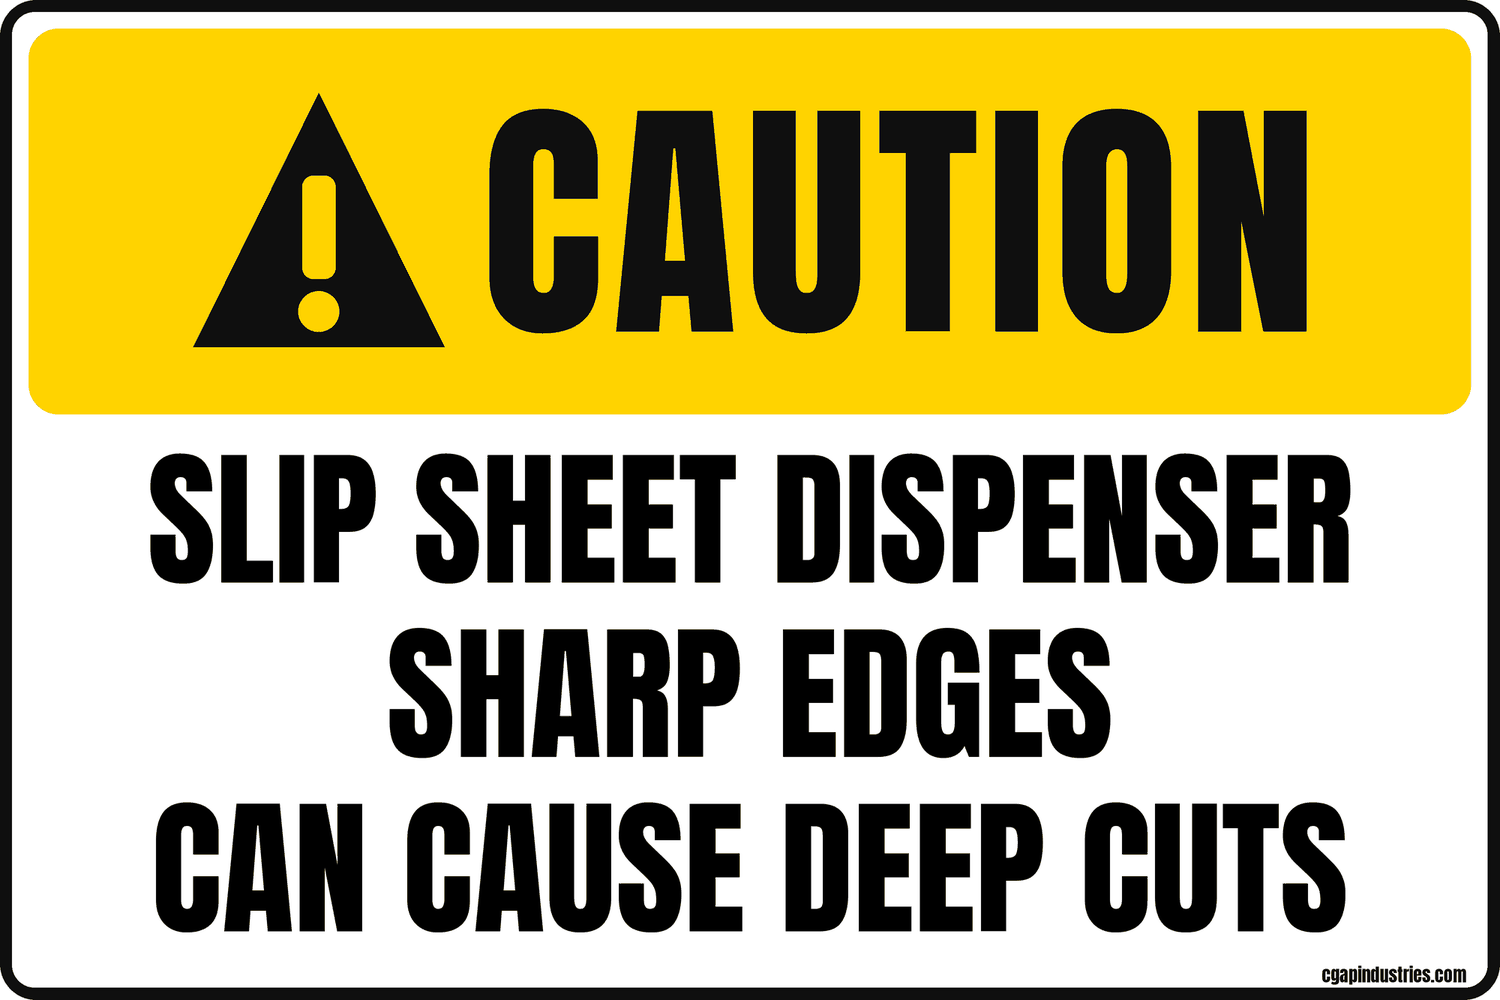 CAUTION
SLIP SHEET DISPENSER
SHARP EDGES
CAN CAUSE DEEP CUTS
cgapindustries.com